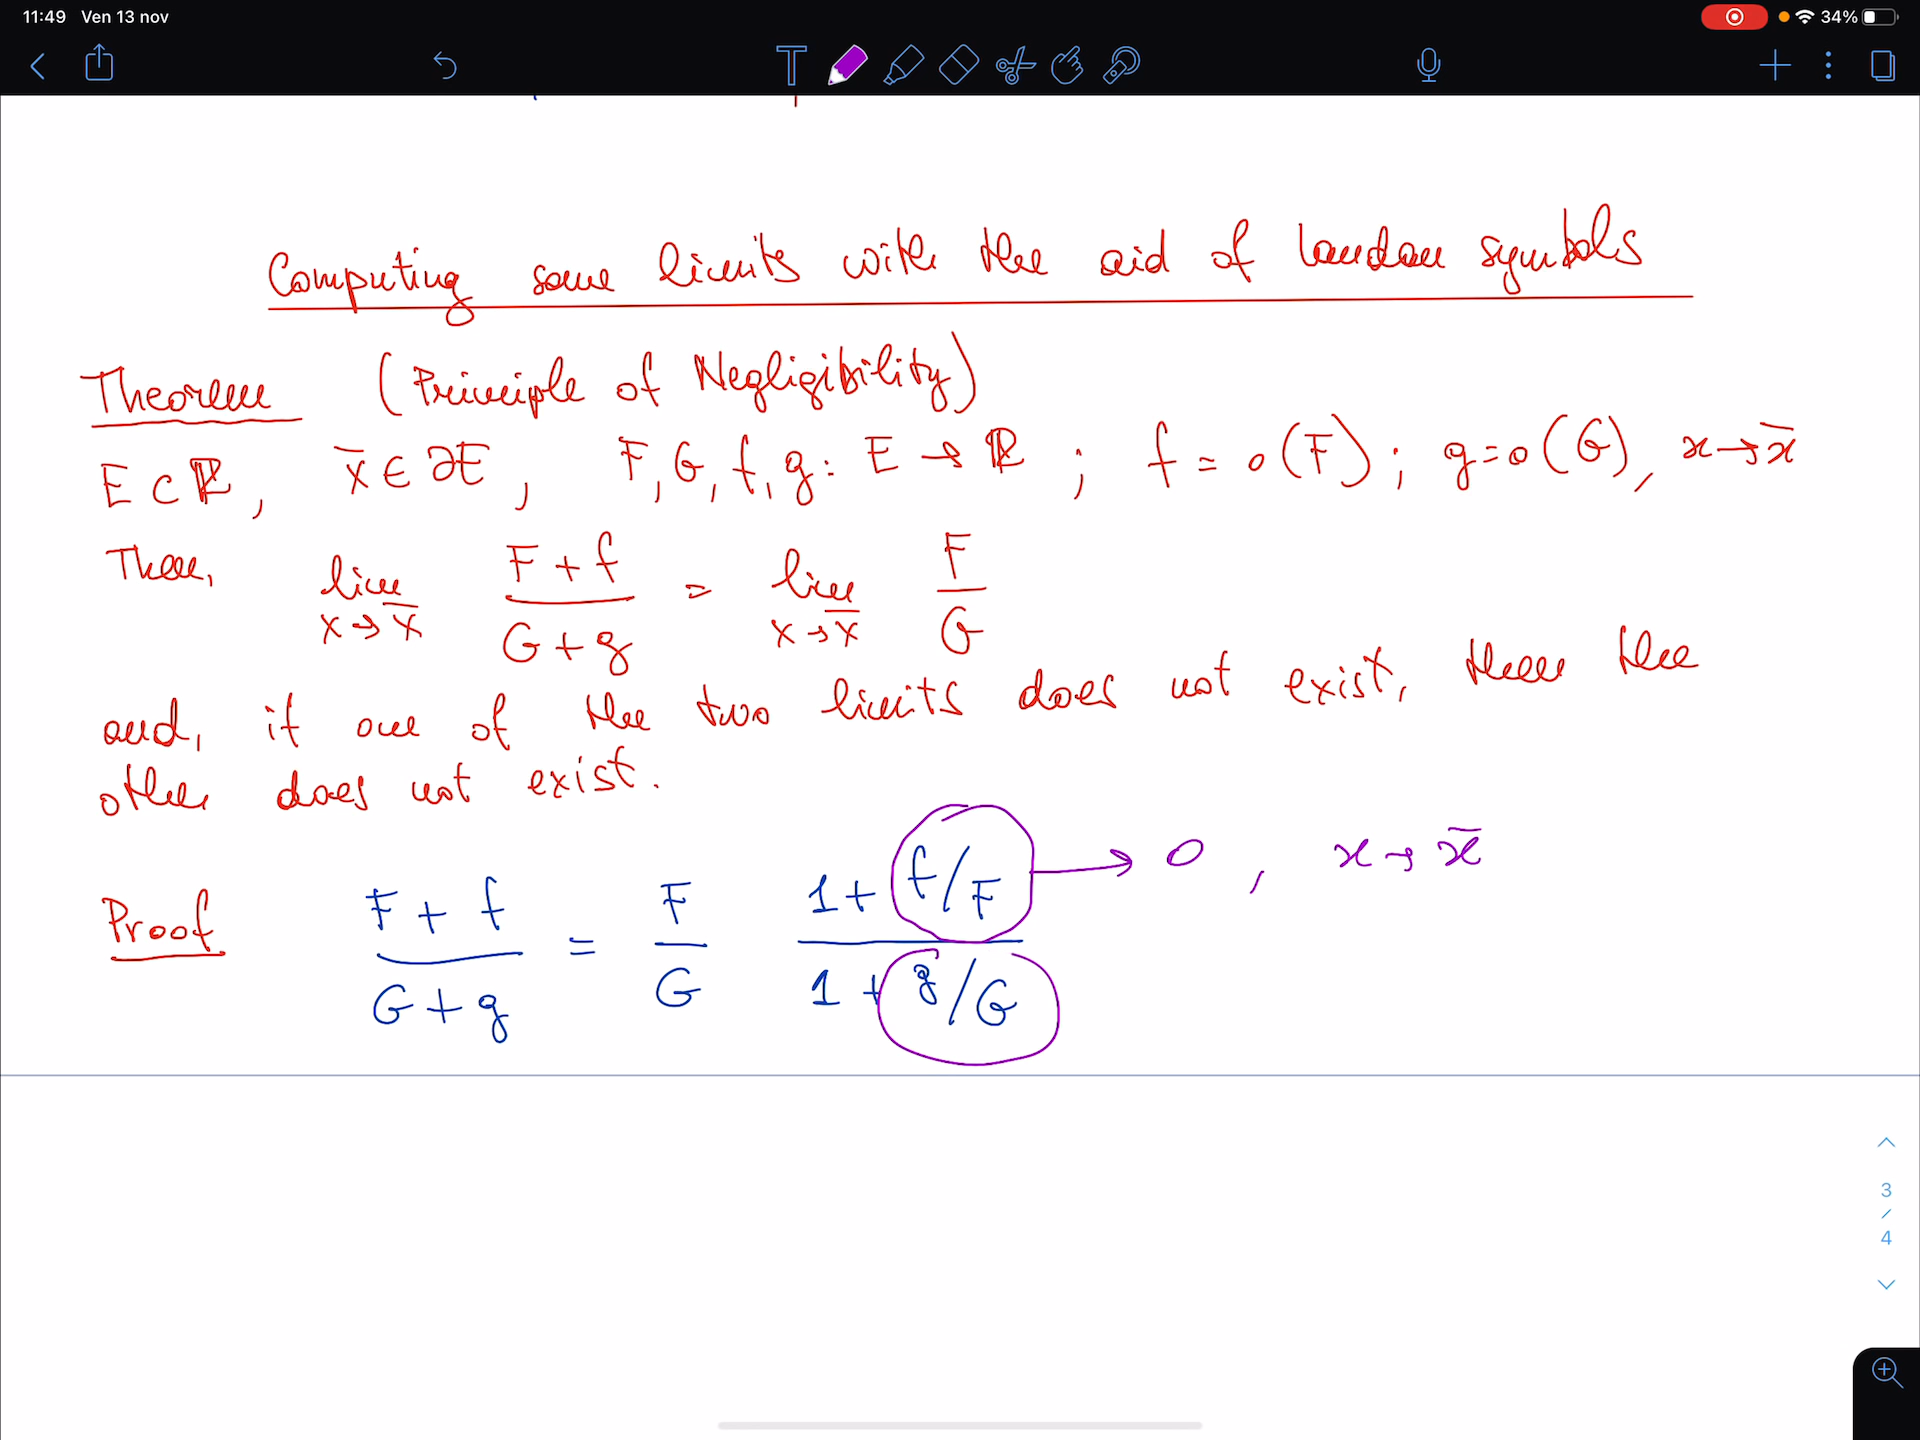 11:49 Ven 13 nov 34%
Computing some limits with the aid of Landau symbols
Theorem (Principle of Negligibility)
E ⊂ ℝ, x̄ ∈ ∂E, F, G, f, g : E → ℝ ; f = o(F) ; g = o(G), x → x̄
Then, lim x→x̄ (F + f)/(G + g) = lim x→x̄ F/G
and, if one of the two limits does not exist, then the
other does not exist.
Proof (F + f)/(G + g) = F/G (1 + f/F)/(1 + g/G) → 0 , x → x̄
3
/
4